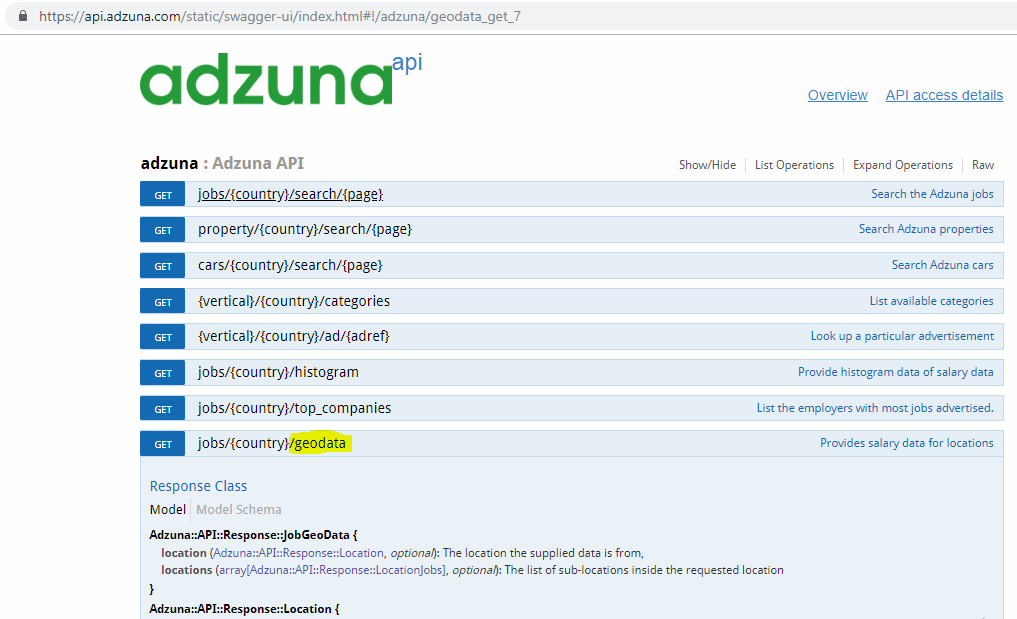 https://api.adzuna.com/static/swagger-ui/index.html#!/adzuna/geodata_get_7
adzuna api
Overview API access details
adzuna : Adzuna API Show/Hide List Operations Expand Operations Raw
GET jobs/{country}/search/{page} Search the Adzuna jobs
GET property/{country}/search/{page} Search Adzuna properties
GET cars/{country}/search/{page} Search Adzuna cars
GET {vertical}/{country}/categories List available categories
GET {vertical}/{country}/ad/{adref} Look up a particular advertisement
GET jobs/{country}/histogram Provide histogram data of salary data
GET jobs/{country}/top_companies List the employers with most jobs advertised.
GET jobs/{country}/geodata Provides salary data for locations
Response Class
Model Model Schema
Adzuna::API::Response::JobGeoData {
location (Adzuna::API::Response::Location, optional): The location the supplied data is from,
locations (array[Adzuna::API::Response::LocationJobs], optional): The list of sub-locations inside the requested location
}
Adzuna::API::Response::Location {